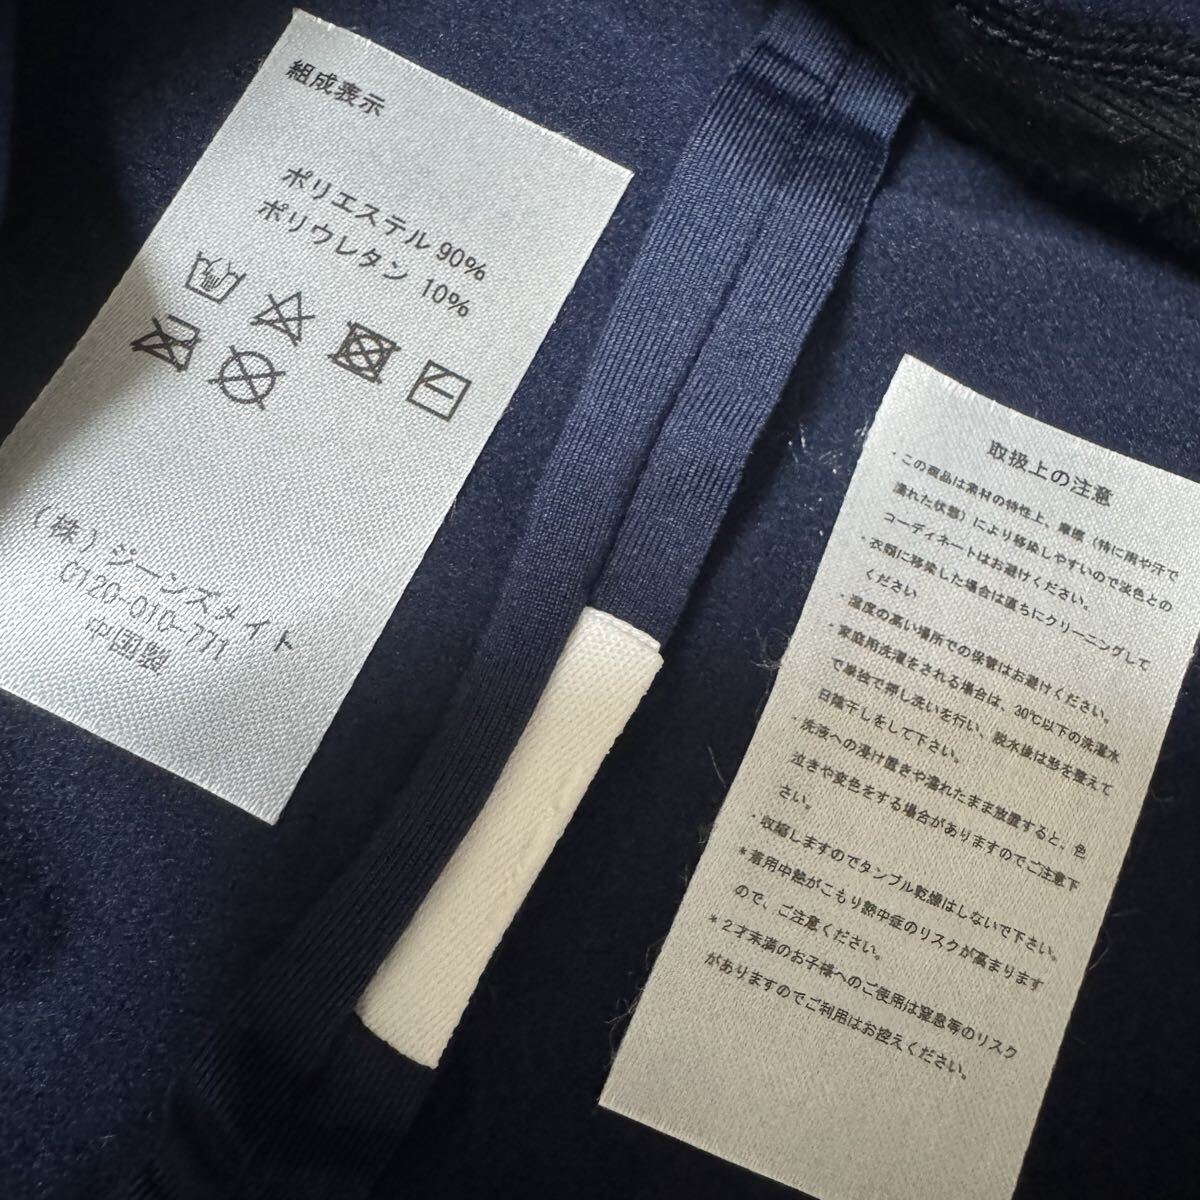 組成表示
ポリエステル 90%
ポリウレタン 10%
(株)ジーンズメイト
0120-010-771
中国製
取扱上の注意
・この商品は素材の特性上、摩擦(特に雨や汗で
濡れた状態)により移染しやすいので淡色との
コーディネートはお避けください。
・衣類に移染した場合は直ちにクリーニングして
ください
・湿度の高い場所での保管はお避けください。
・家庭用洗濯をされる場合は、30℃以下の洗濯水
で単独で押し洗いを行い、脱水後は形を整えて
日陰干しをして下さい。
・洗液への浸け置きや濡れたまま放置すると、色
泣きや変色をする場合がありますのでご注意下
さい。
・収縮しますのでタンブル乾燥はしないで下さい。
*着用中熱がこもり熱中症のリスクが高まります
ので、ご注意ください。
*2才未満のお子様へのご使用は窒息等のリスク
がありますのでご利用はお控えください。